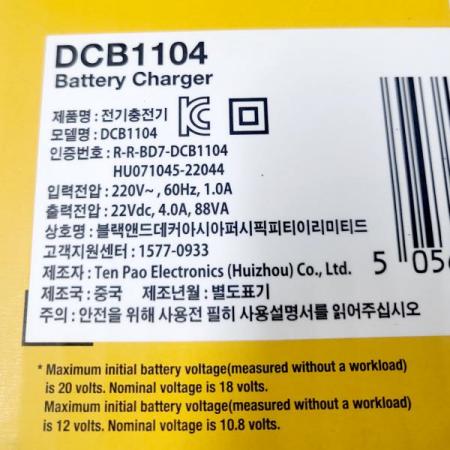 DCB1104
Battery Charger
제품명 : 전기충전기
모델명 : DCB1104
인증번호 : R-R-BD7-DCB1104
HU071045-22044
입력전압 : 220V~ , 60Hz, 1.0A
출력전압 : 22Vdc, 4.0A, 88VA
상호명 : 블랙앤드데커아시아퍼시픽피티이리미티드
고객지원센터 : 1577-0933
제조자 : Ten Pao Electronics (Huizhou) Co., Ltd.
제조국 : 중국 제조년월 : 별도표기
주의 : 안전을 위해 사용전 필히 사용설명서를 읽어주십시오
5 056
* Maximum initial battery voltage(measured without a workload)
is 20 volts. Nominal voltage is 18 volts.
Maximum initial battery voltage(measured without a workload)
is 12 volts. Nominal voltage is 10.8 volts.